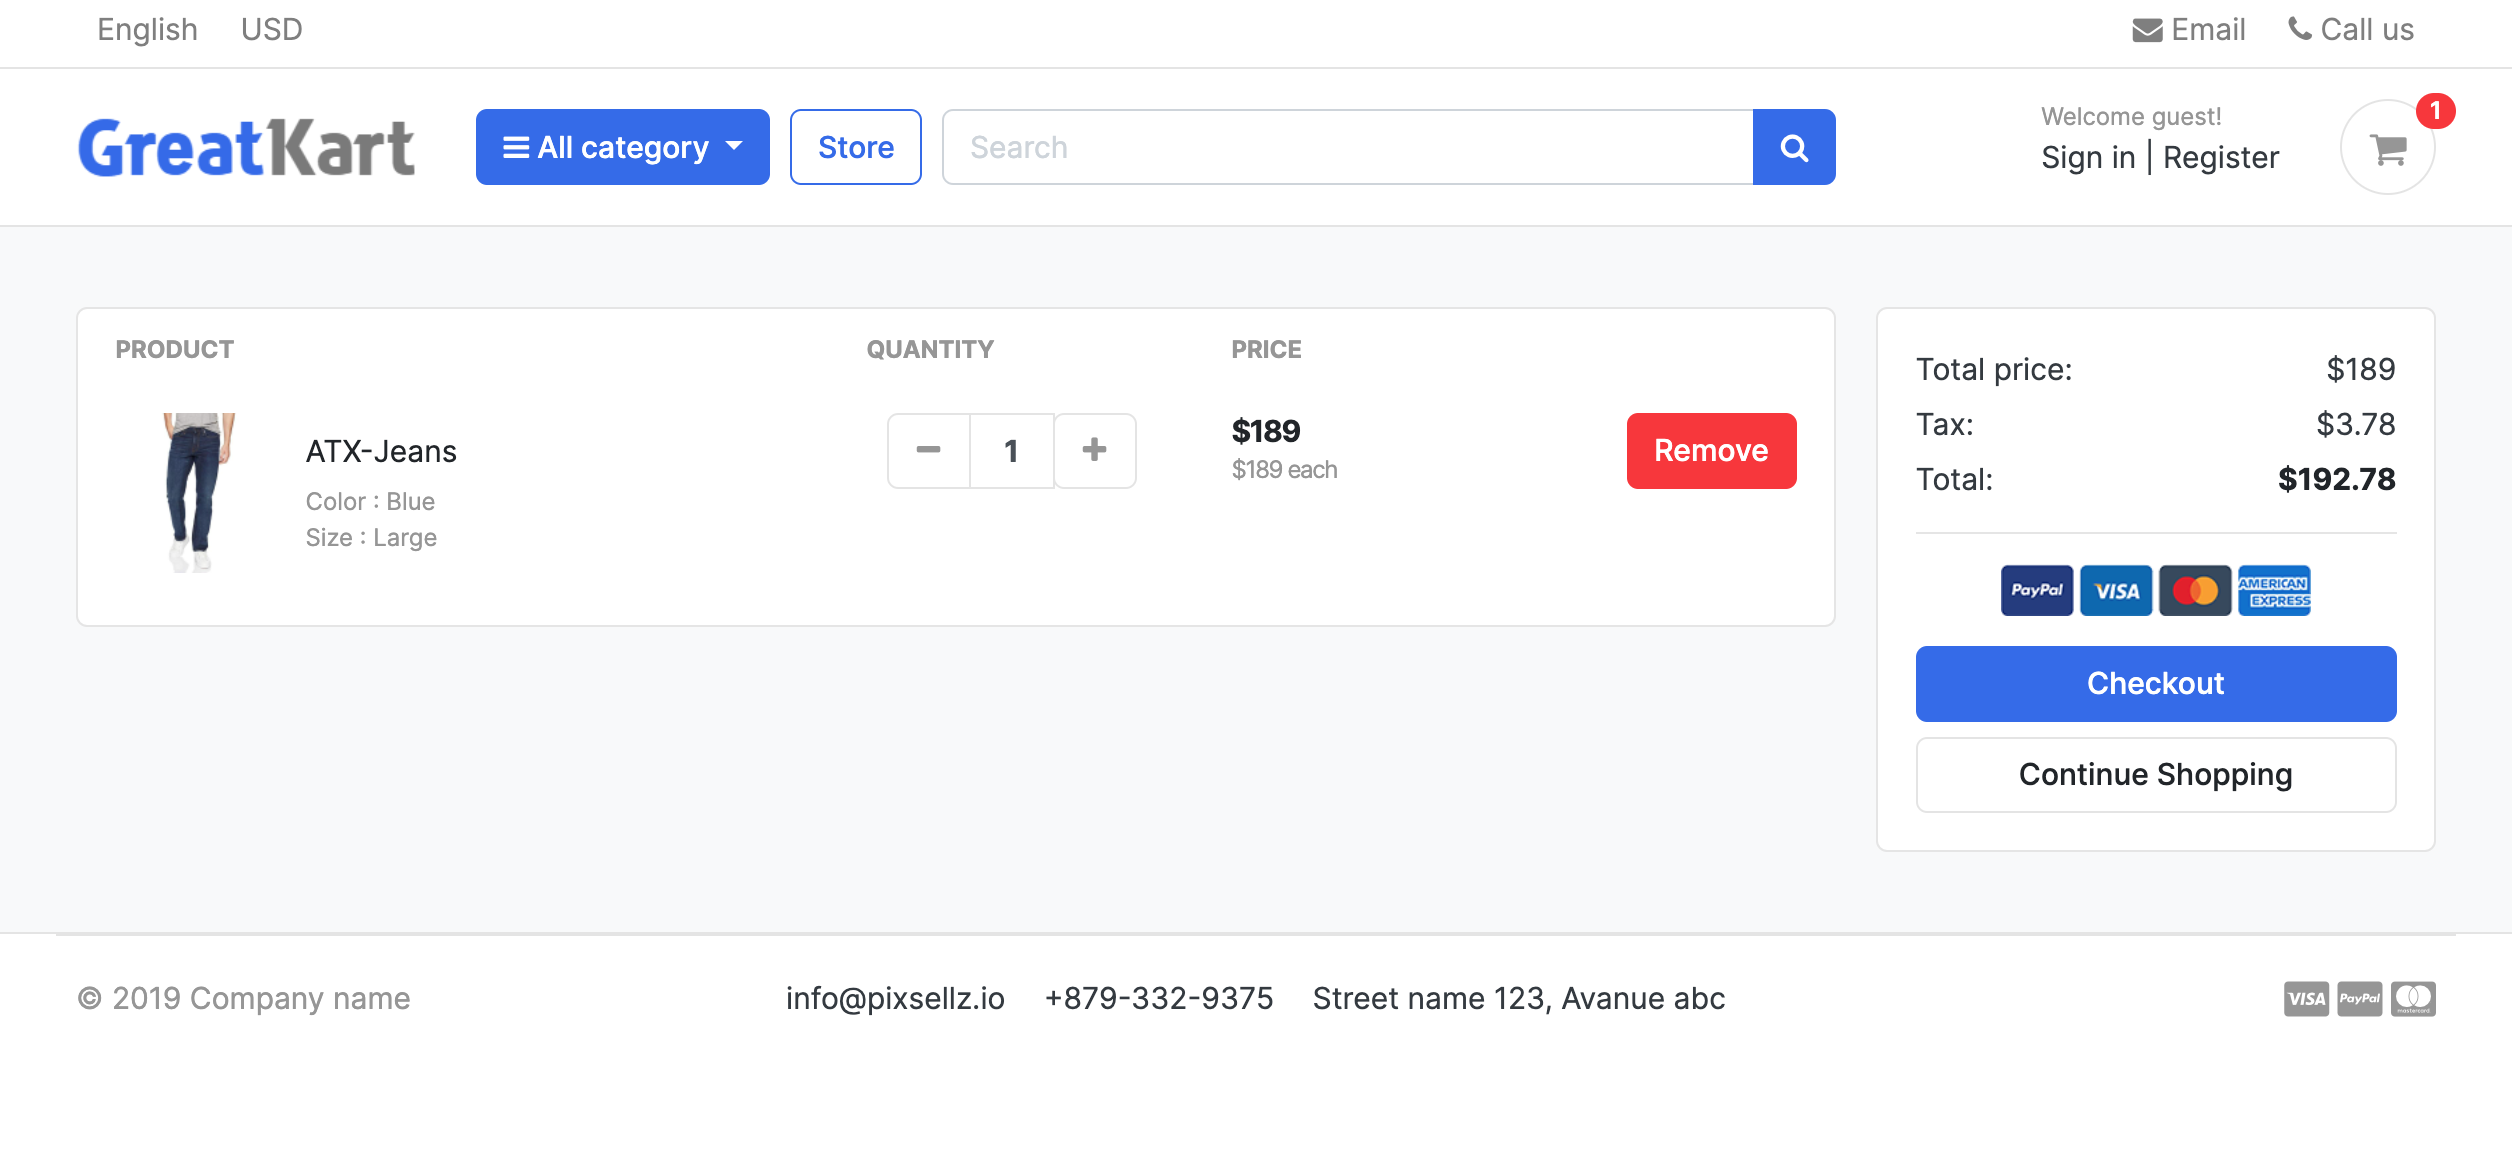 English USD Email Call us
GreatKart All category Store Search Welcome guest! 1
Sign in | Register
PRODUCT QUANTITY PRICE
ATX-Jeans
Color : Blue
Size : Large
1
$189
$189 each
Remove
Total price: $189
Tax: $3.78
Total: $192.78
PayPal VISA AMERICAN EXPRESS
Checkout
Continue Shopping
© 2019 Company name info@pixsellz.io +879-332-9375 Street name 123, Avanue abc VISA PayPal mastercard